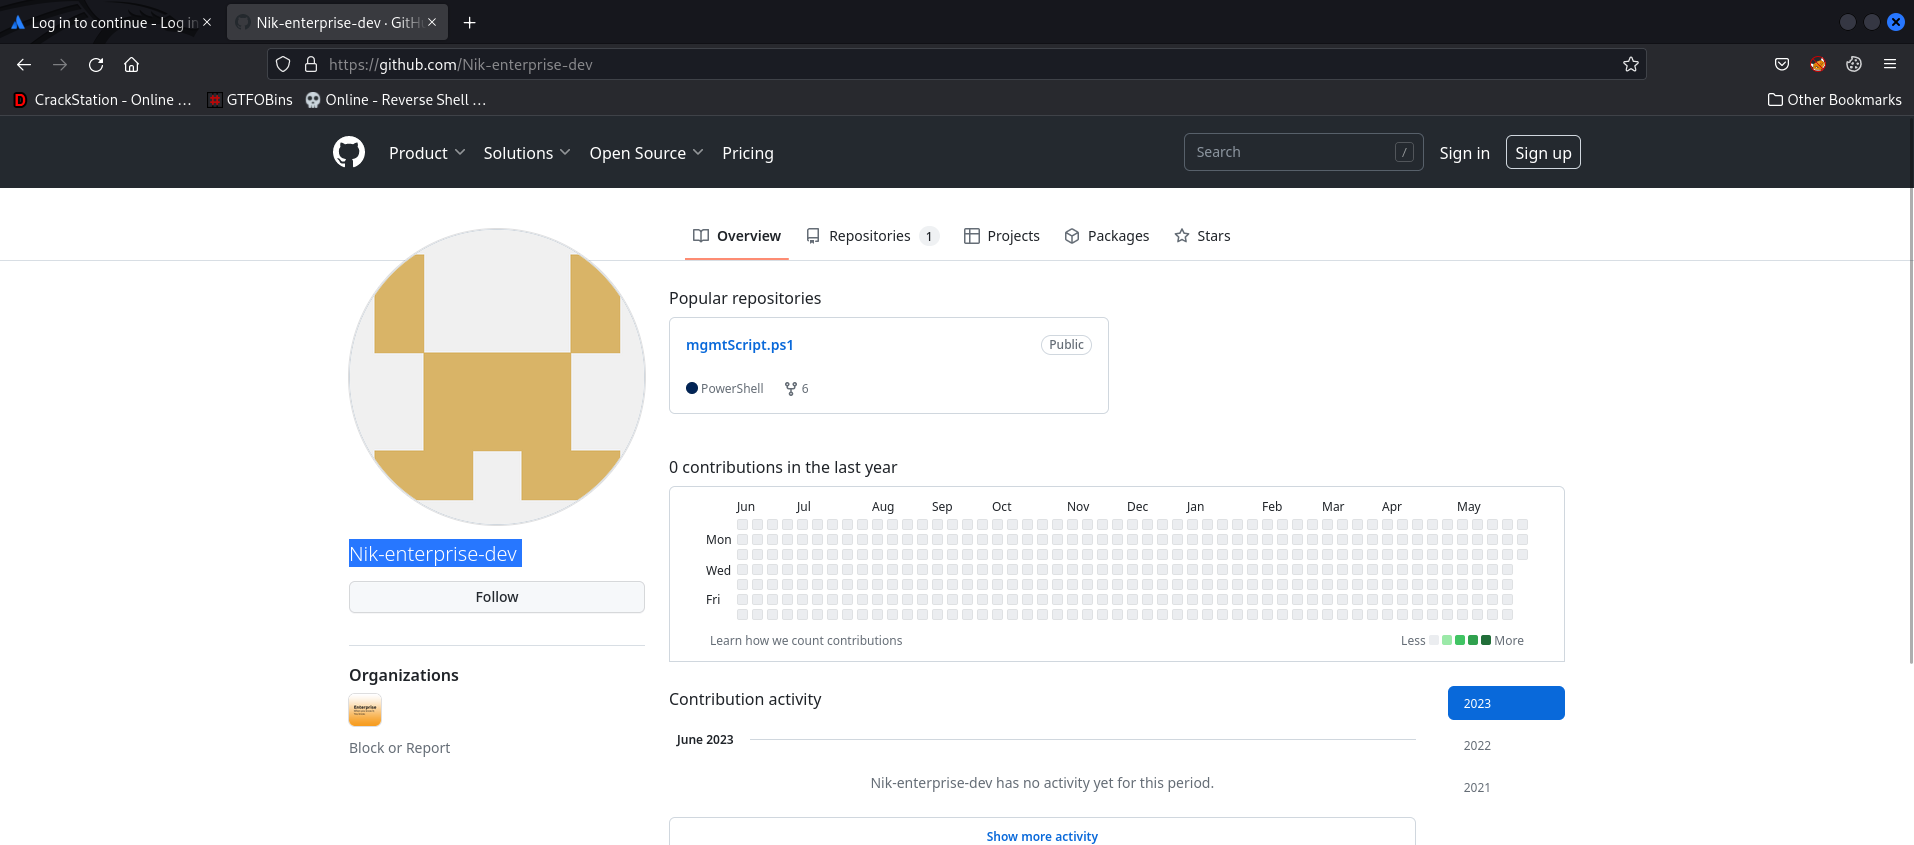 Log in to continue - Log in
Nik-enterprise-dev · GitH
https://github.com/Nik-enterprise-dev
CrackStation - Online ...
GTFOBins
Online - Reverse Shell ...
Other Bookmarks
Product
Solutions
Open Source
Pricing
Search
/
Sign in
Sign up
Overview
Repositories 1
Projects
Packages
Stars
Nik-enterprise-dev
Follow
Organizations
Enterprise
Block or Report
Popular repositories
mgmtScript.ps1
Public
PowerShell
6
0 contributions in the last year
Jun Jul Aug Sep Oct Nov Dec Jan Feb Mar Apr May
Mon
Wed
Fri
Learn how we count contributions
Less
More
Contribution activity
2023
2022
2021
June 2023
Nik-enterprise-dev has no activity yet for this period.
Show more activity